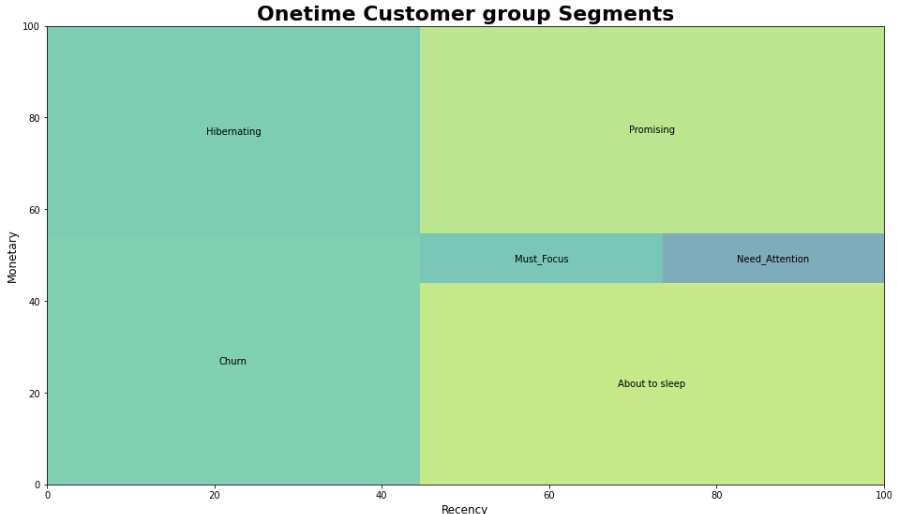 Onetime Customer group Segments
100
80
60
40
20
0
Monetary
Hibernating
Promising
Must_Focus
Need_Attention
Churn
About to sleep
0
20
40
60
80
100
Recency